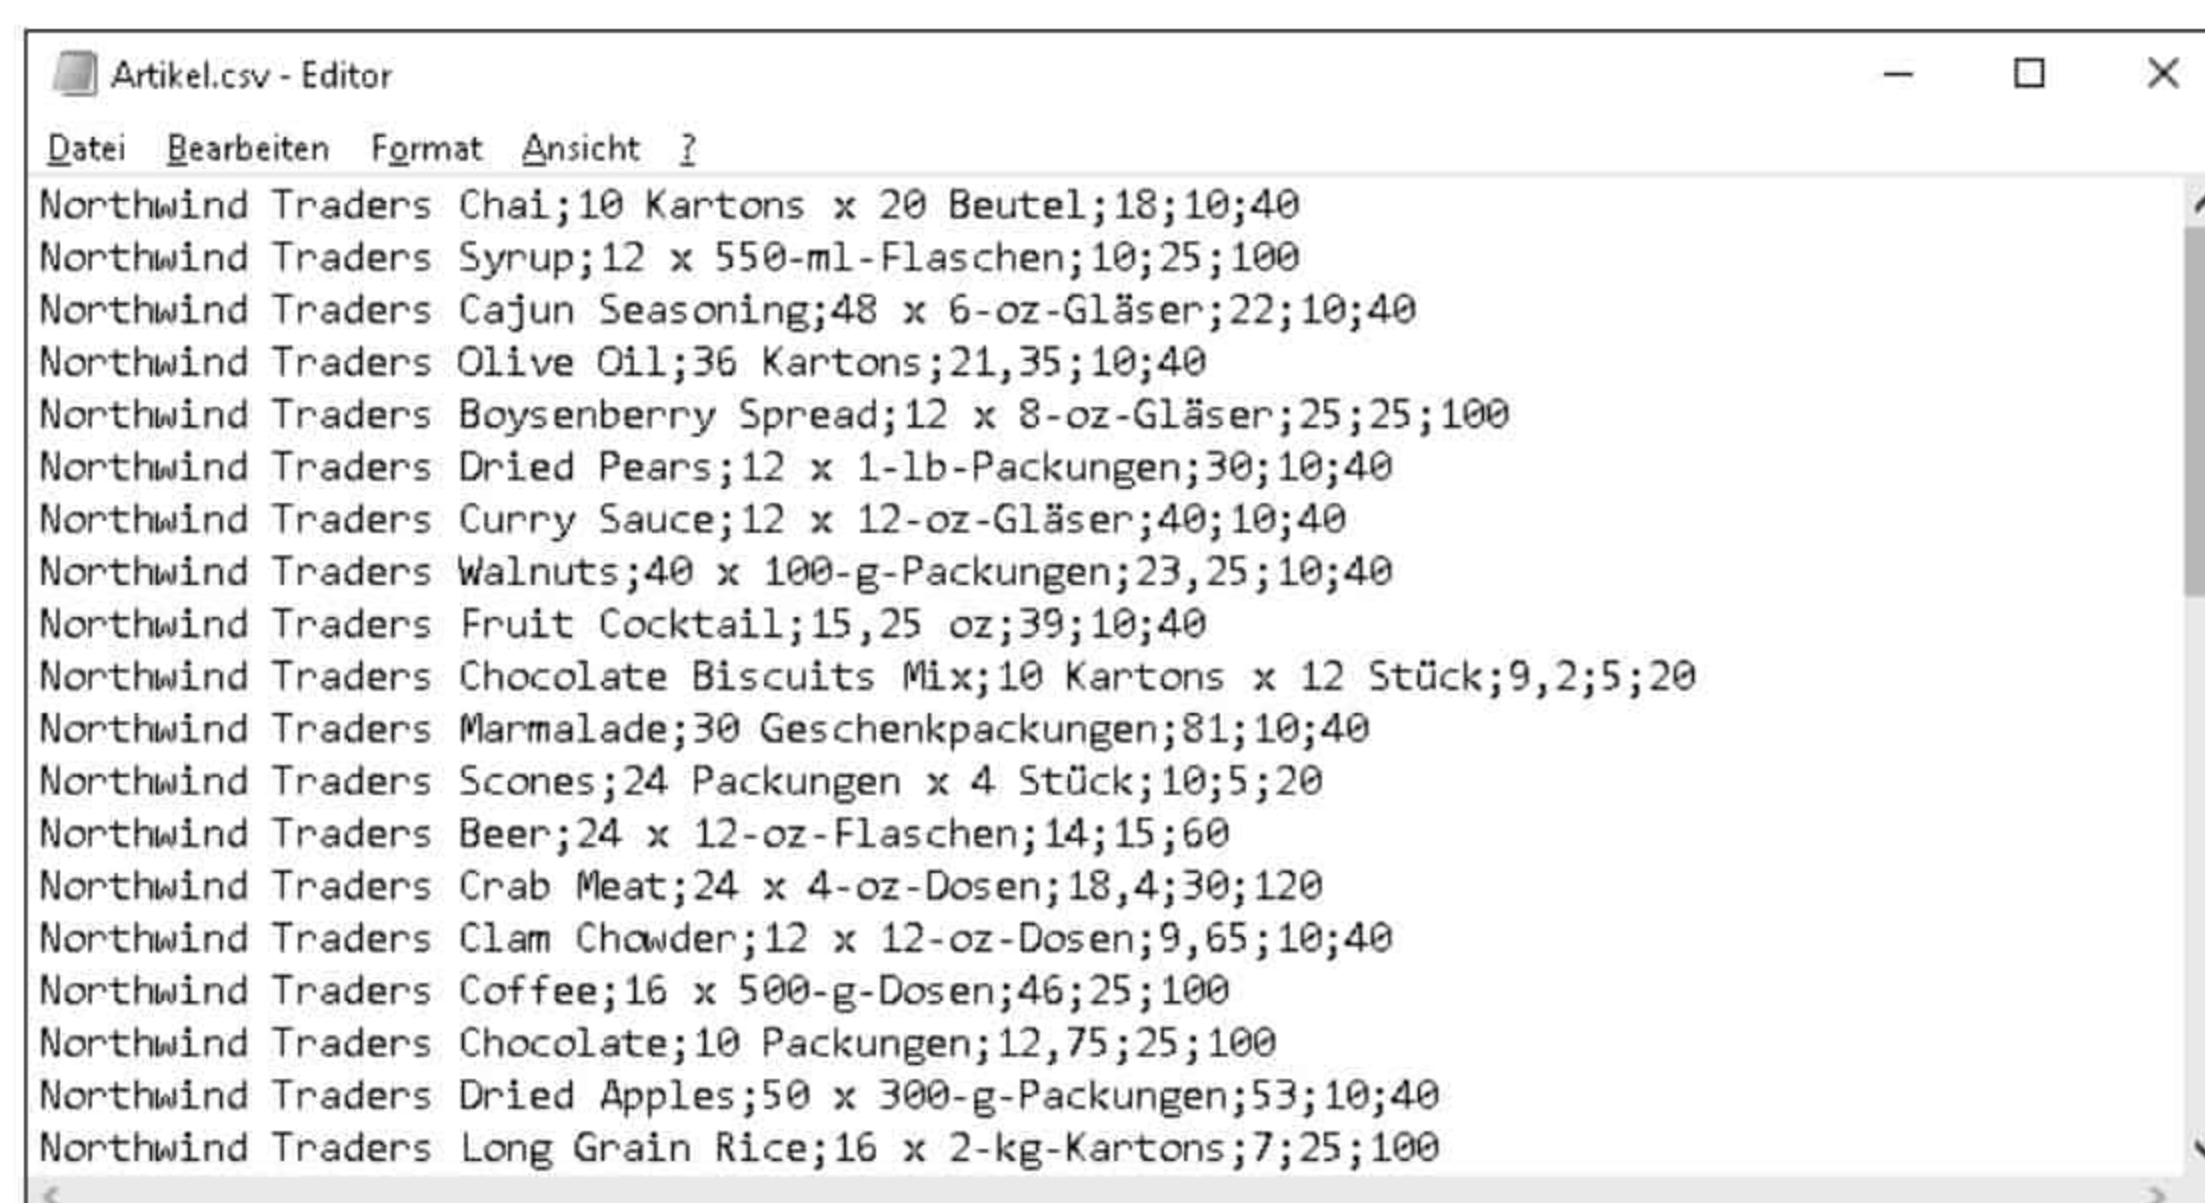 Artikel.csv - Editor
Datei Bearbeiten Format Ansicht ?
Northwind Traders Chai;10 Kartons x 20 Beutel;18;10;40
Northwind Traders Syrup;12 x 550-ml-Flaschen;10;25;100
Northwind Traders Cajun Seasoning;48 x 6-oz-Gläser;22;10;40
Northwind Traders Olive Oil;36 Kartons;21,35;10;40
Northwind Traders Boysenberry Spread;12 x 8-oz-Gläser;25;25;100
Northwind Traders Dried Pears;12 x 1-lb-Packungen;30;10;40
Northwind Traders Curry Sauce;12 x 12-oz-Gläser;40;10;40
Northwind Traders Walnuts;40 x 100-g-Packungen;23,25;10;40
Northwind Traders Fruit Cocktail;15,25 oz;39;10;40
Northwind Traders Chocolate Biscuits Mix;10 Kartons x 12 Stück;9,2;5;20
Northwind Traders Marmalade;30 Geschenkpackungen;81;10;40
Northwind Traders Scones;24 Packungen x 4 Stück;10;5;20
Northwind Traders Beer;24 x 12-oz-Flaschen;14;15;60
Northwind Traders Crab Meat;24 x 4-oz-Dosen;18,4;30;120
Northwind Traders Clam Chowder;12 x 12-oz-Dosen;9,65;10;40
Northwind Traders Coffee;16 x 500-g-Dosen;46;25;100
Northwind Traders Chocolate;10 Packungen;12,75;25;100
Northwind Traders Dried Apples;50 x 300-g-Packungen;53;10;40
Northwind Traders Long Grain Rice;16 x 2-kg-Kartons;7;25;100